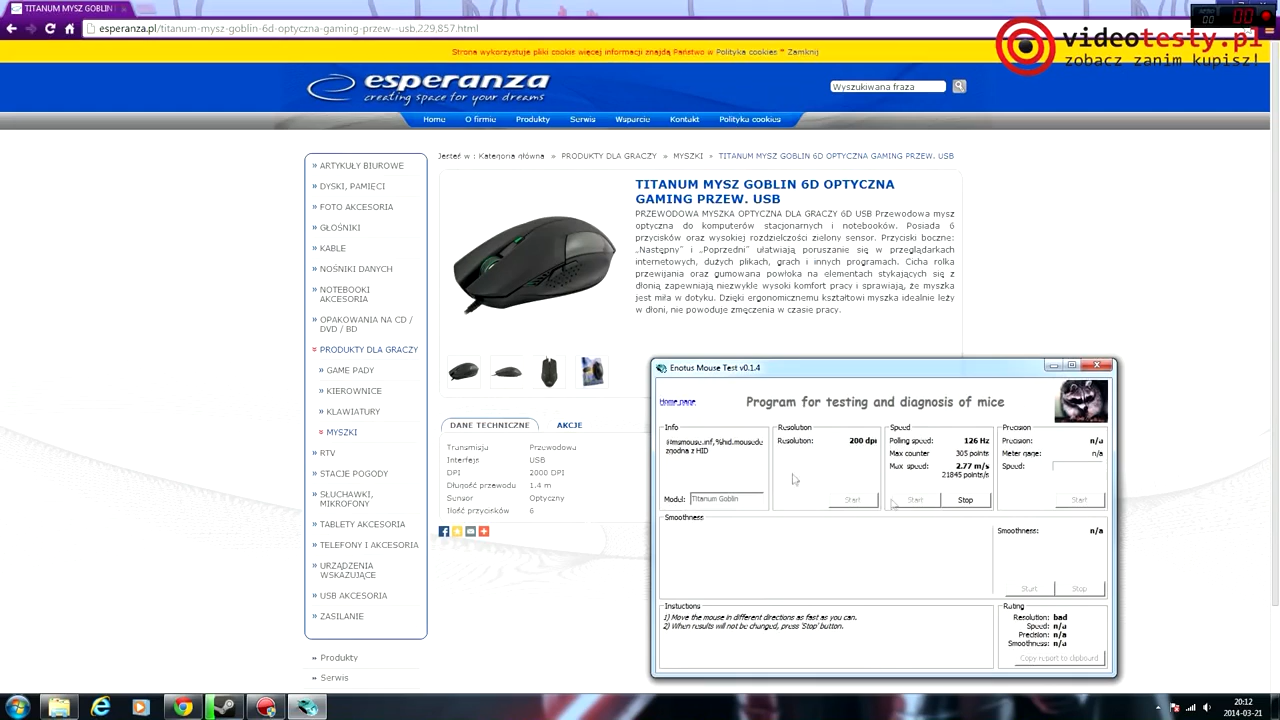 TITANUM MYSZ GOBLIN
esperanza.pl/titanum-mysz-goblin-6d-optyczna-gaming-przew--usb,229,857.html
Strona wykorzystuje pliki cookie więcej informacji znajdą Państwo w Polityka cookies * Zamknij
videotesty.pl
zobacz zanim kupisz!
esperanza
creating space for your dreams
Wyszukiwana fraza
Home O firmie Produkty Serwis Wsparcie Kontakt Polityka cookies
Jesteś w : Kategoria główna » PRODUKTY DLA GRACZY » MYSZKI » TITANUM MYSZ GOBLIN 6D OPTYCZNA GAMING PRZEW. USB
» ARTYKUŁY BIUROWE
» DYSKI, PAMIĘCI
» FOTO AKCESORIA
» GŁOŚNIKI
» KABLE
» NOŚNIKI DANYCH
» NOTEBOOKI
AKCESORIA
» OPAKOWANIA NA CD /
DVD / BD
PRODUKTY DLA GRACZY
» GAME PADY
» KIEROWNICE
» KLAWIATURY
MYSZKI
» RTV
» STACJE POGODY
» SŁUCHAWKI,
MIKROFONY
» TABLETY AKCESORIA
» TELEFONY I AKCESORIA
» URZĄDZENIA
WSKAZUJĄCE
» USB AKCESORIA
» ZASILANIE
Produkty
Serwis
TITANUM MYSZ GOBLIN 6D OPTYCZNA
GAMING PRZEW. USB
PRZEWODOWA MYSZKA OPTYCZNA DLA GRACZY 6D USB Przewodowa mysz
optyczna do komputerów stacjonarnych i notebooków. Posiada 6
przycisków oraz wysokiej rozdzielczości zielony sensor. Przyciski boczne:
„Następny” i „Poprzedni” ułatwiają poruszanie się w przeglądarkach
internetowych, dużych plikach, grach i innych programach. Cicha rolka
przewijania oraz gumowana powłoka na elementach stykających się z
dłonią zapewniają niezwykle wysoki komfort pracy i sprawiają, że myszka
jest miła w dotyku. Dzięki ergonomicznemu kształtowi myszka idealnie leży
w dłoni, nie powoduje zmęczenia w czasie pracy.
DANE TECHNICZNE AKCJE
Transmisja Przewodowa
Interfejs USB
DPI 2000 DPI
Długość przewodu 1.4 m
Sensor Optyczny
Ilość przycisków 6
Enotus Mouse Test v0.1.4
Home page
Program for testing and diagnosis of mice
Info
@msmouse.inf,%hid.mousede
zgodna z HID
Model: Titanum Goblin
Resolution
Resolution: 200 dpi
Start
Speed
Polling speed: 126 Hz
Max counter 305 points
Max speed: 2.77 m/s
21845 points/s
Start Stop
Precision
Precision: n/a
Meter gage: n/a
Speed:
Start
Smoothness
Smoothness: n/a
Start Stop
Instuctions
1) Move the mouse in different directions as fast as you can.
2) When results will not be changed, press 'Stop' button.
Rating
Resolution: bad
Speed: n/a
Precision: n/a
Smoothness: n/a
Copy report to clipboard
20:12
2014-03-21